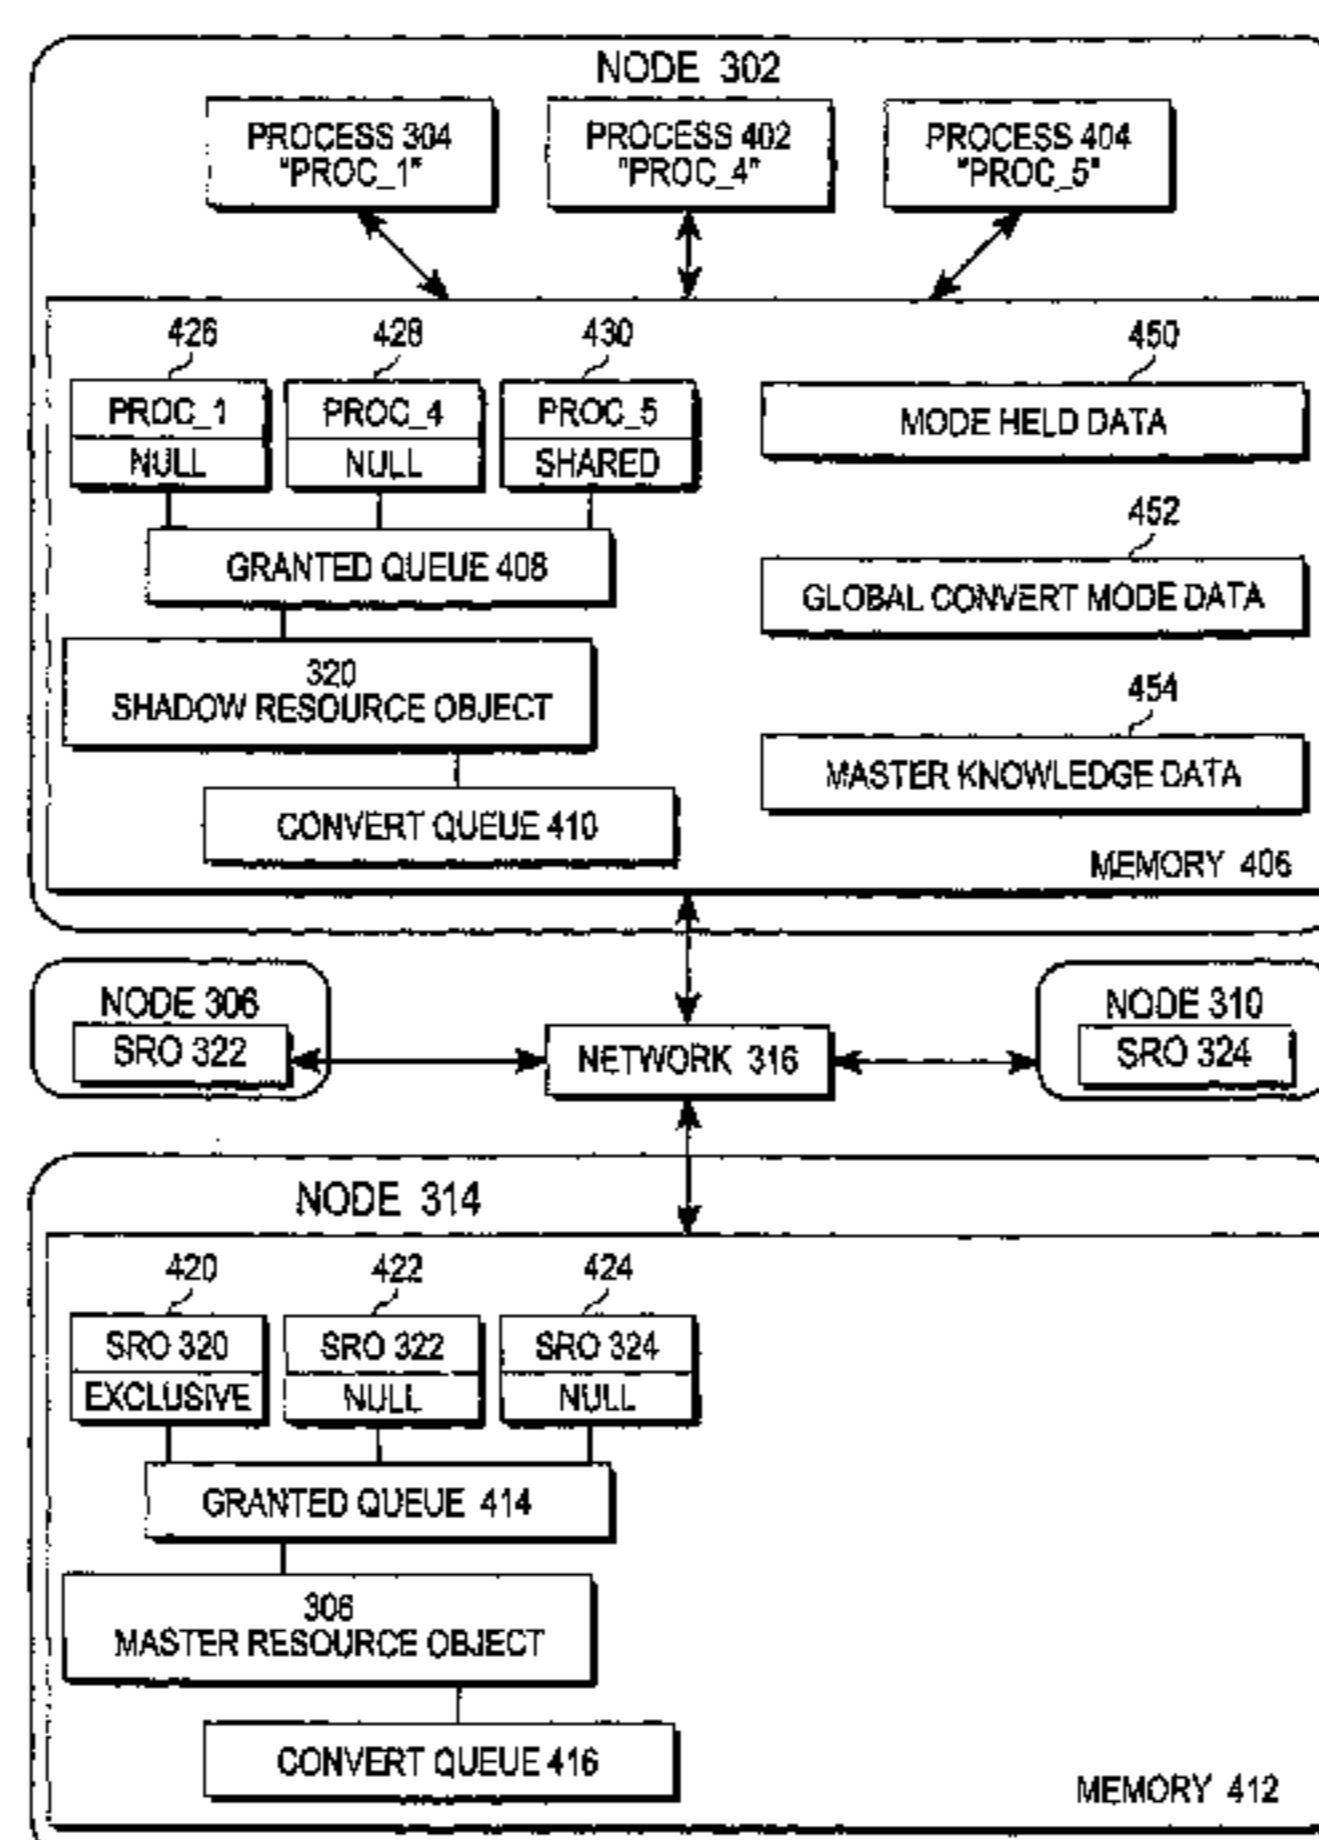 NODE 302
PROCESS 304
"PROC_1"
PROCESS 402
"PROC_4"
PROCESS 404
"PROC_5"
426
428
430
450
PROC_1
NULL
PROC_4
NULL
PROC_5
SHARED
MODE HELD DATA
452
GRANTED QUEUE 408
GLOBAL CONVERT MODE DATA
320
SHADOW RESOURCE OBJECT
454
MASTER KNOWLEDGE DATA
CONVERT QUEUE 410
MEMORY 406
NODE 306
SRO 322
NETWORK 316
NODE 310
SRO 324
NODE 314
420
422
424
SRO 320
EXCLUSIVE
SRO 322
NULL
SRO 324
NULL
GRANTED QUEUE 414
306
MASTER RESOURCE OBJECT
CONVERT QUEUE 416
MEMORY 412